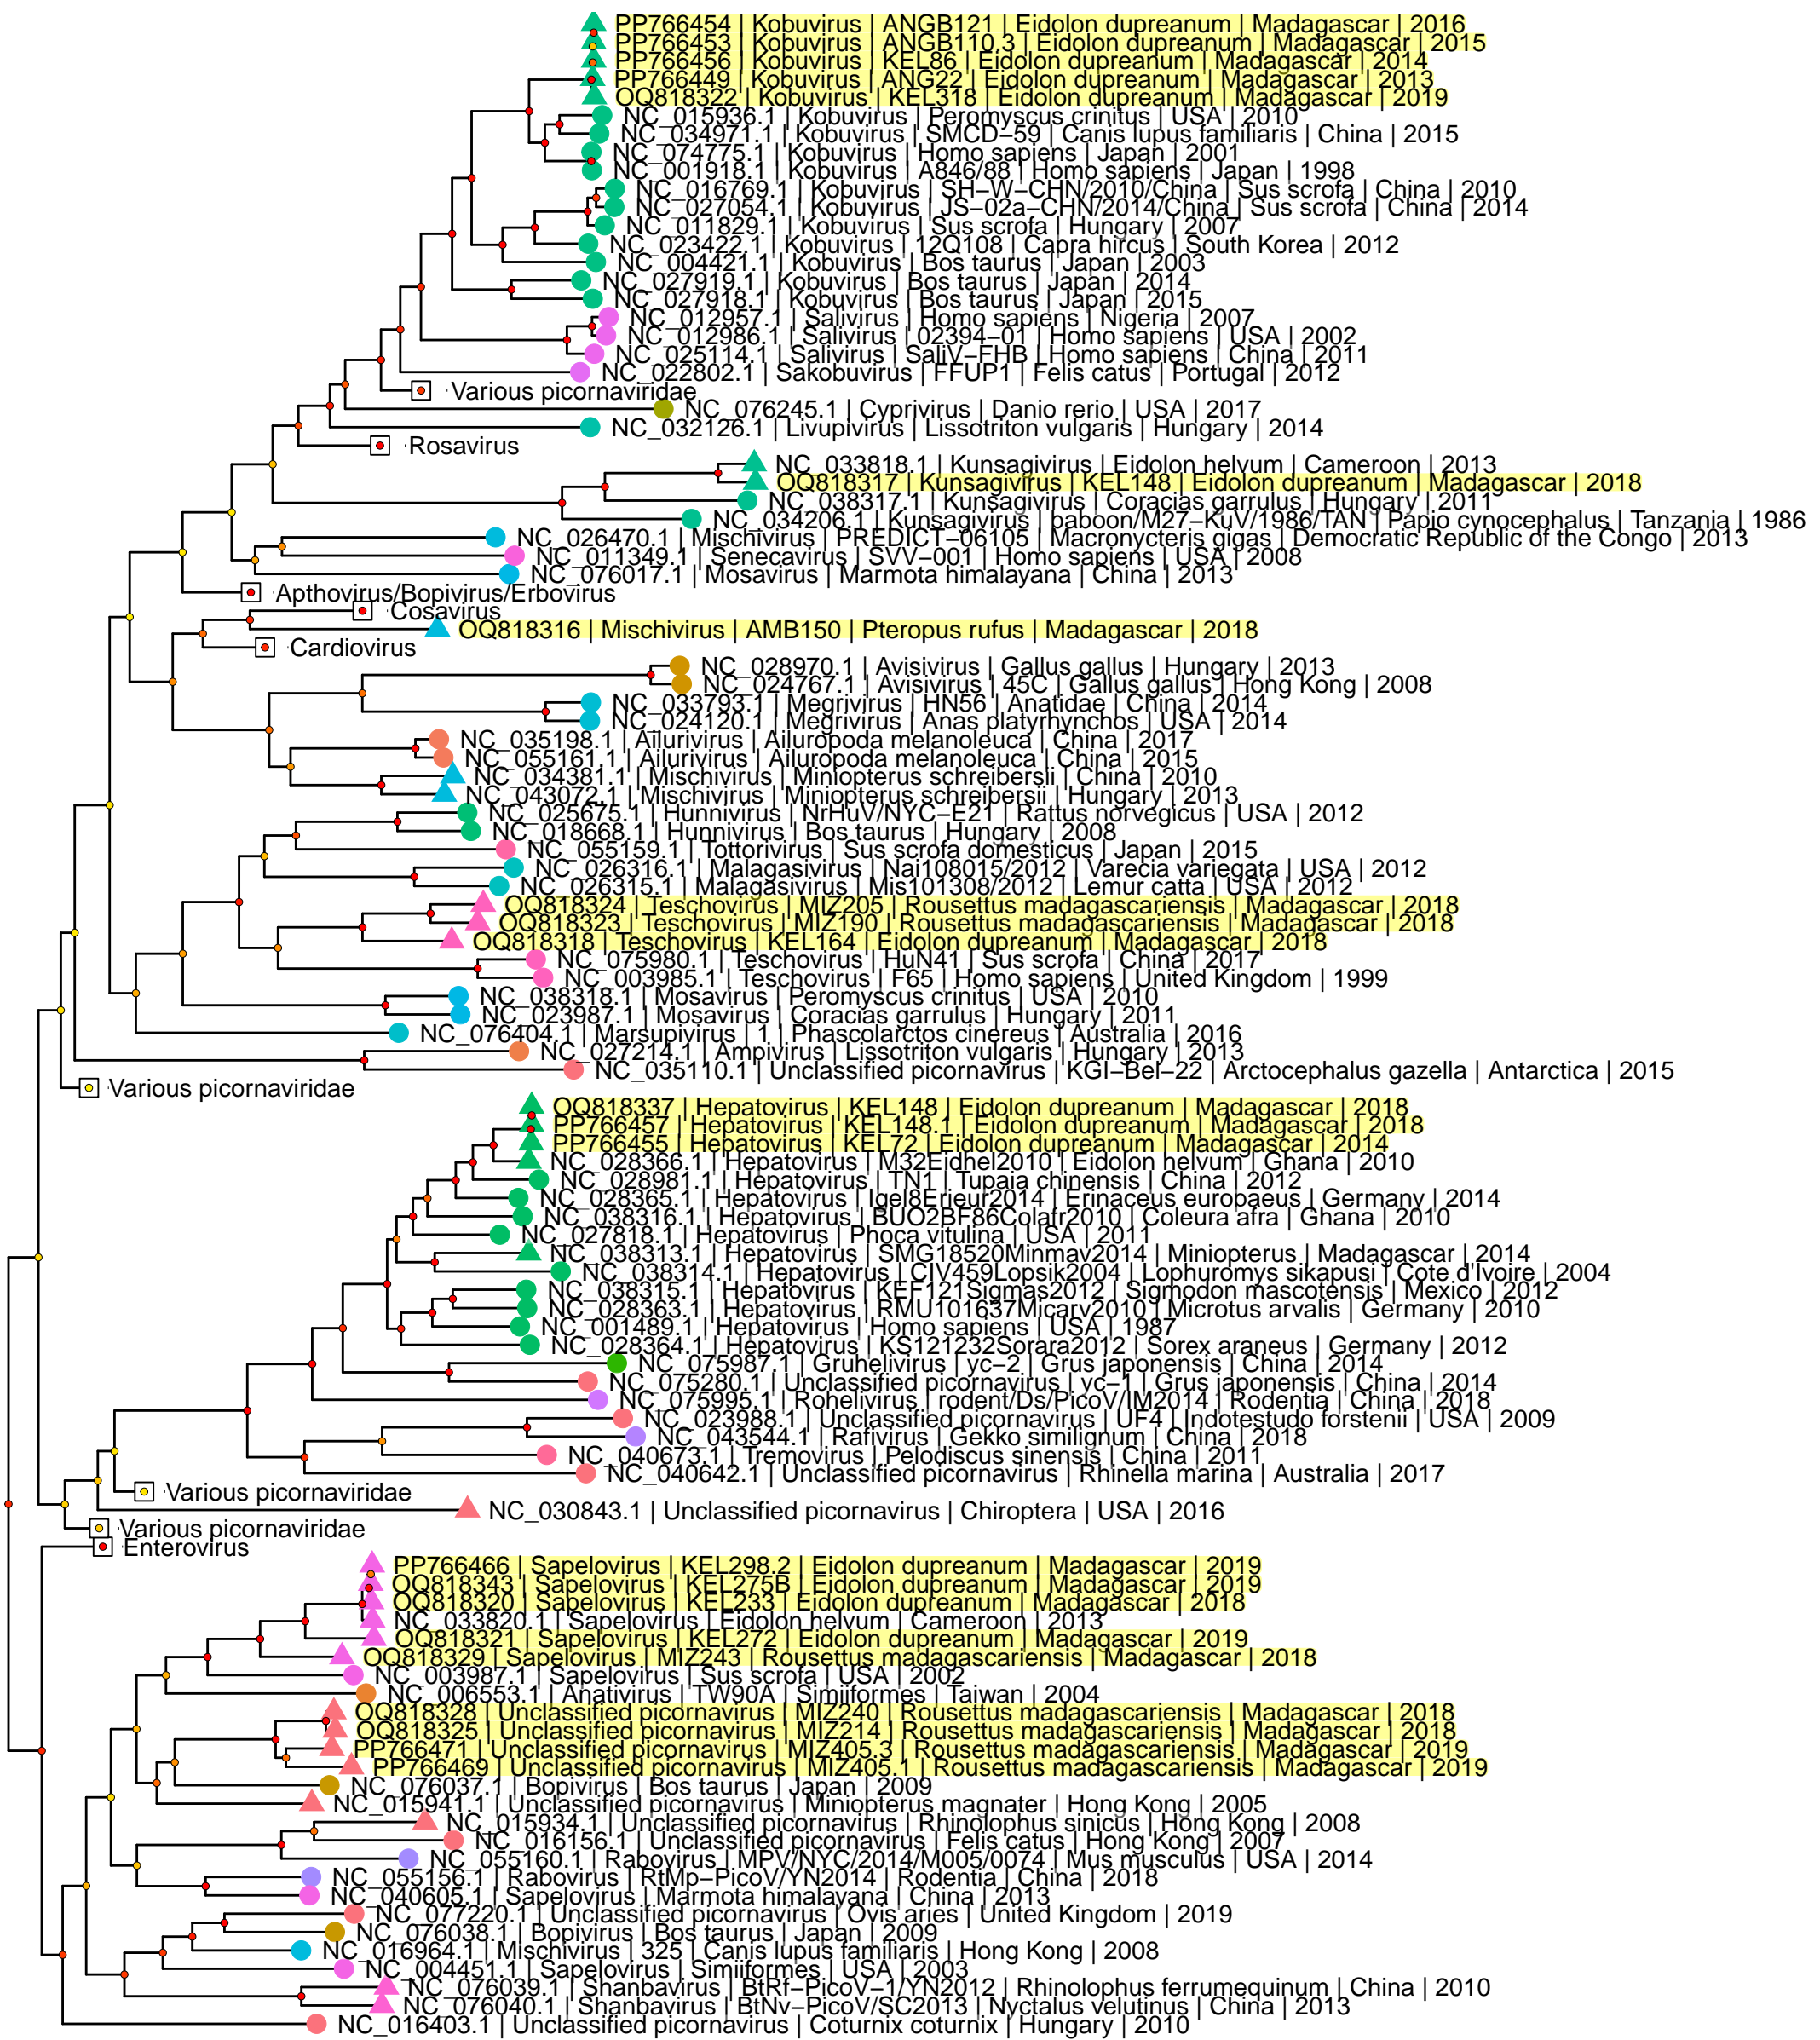 PP766454 | Kobuvirus | ANGB121 | Eidolon dupreanum | Madagascar | 2016
PP766453 | Kobuvirus | ANGB110.3 | Eidolon dupreanum | Madagascar | 2015
PP766456 | Kobuvirus | KEL86 | Eidolon dupreanum | Madagascar | 2014
PP766449 | Kobuvirus | ANG22 | Eidolon dupreanum | Madagascar | 2013
OQ818322 | Kobuvirus | KEL318 | Eidolon dupreanum | Madagascar | 2019
NC_015936.1 | Kobuvirus | Peromyscus crinitus | USA | 2010
NC_034971.1 | Kobuvirus | SMCD−59 | Canis lupus familiaris | China | 2015
NC_074775.1 | Kobuvirus | Homo sapiens | Japan | 2001
NC_001918.1 | Kobuvirus | A846/88 | Homo sapiens | Japan | 1998
NC_016769.1 | Kobuvirus | SH−W−CHN/2010/China | Sus scrofa | China | 2010
NC_027054.1 | Kobuvirus | JS−02a−CHN/2014/China | Sus scrofa | China | 2014
NC_011829.1 | Kobuvirus | Sus scrofa | Hungary | 2007
NC_023422.1 | Kobuvirus | 12Q108 | Capra hircus | South Korea | 2012
NC_004421.1 | Kobuvirus | Bos taurus | Japan | 2003
NC_027919.1 | Kobuvirus | Bos taurus | Japan | 2014
NC_027918.1 | Kobuvirus | Bos taurus | Japan | 2015
NC_012957.1 | Salivirus | Homo sapiens | Nigeria | 2007
NC_012986.1 | Salivirus | 02394−01 | Homo sapiens | USA | 2002
NC_025114.1 | Salivirus | SaliV−FHB | Homo sapiens | China | 2011
NC_022802.1 | Sakobuvirus | FFUP1 | Felis catus | Portugal | 2012
Various picornaviridae
NC_076245.1 | Cyprivirus | Danio rerio | USA | 2017
NC_032126.1 | Livupivirus | Lissotriton vulgaris | Hungary | 2014
Rosavirus
NC_033818.1 | Kunsagivirus | Eidolon helvum | Cameroon | 2013
OQ818317 | Kunsagivirus | KEL148 | Eidolon dupreanum | Madagascar | 2018
NC_038317.1 | Kunsagivirus | Coracias garrulus | Hungary | 2011
NC_034206.1 | Kunsagivirus | baboon/M27−KuV/1986/TAN | Papio cynocephalus | Tanzania | 1986
NC_026470.1 | Mischivirus | PREDICT−06105 | Macronycteris gigas | Democratic Republic of the Congo | 2013
NC_011349.1 | Senecavirus | SVV−001 | Homo sapiens | USA | 2008
NC_076017.1 | Mosavirus | Marmota himalayana | China | 2013
Apthovirus/Bopivirus/Erbovirus
Cosavirus
OQ818316 | Mischivirus | AMB150 | Pteropus rufus | Madagascar | 2018
Cardiovirus
NC_028970.1 | Avisivirus | Gallus gallus | Hungary | 2013
NC_024767.1 | Avisivirus | 45C | Gallus gallus | Hong Kong | 2008
NC_033793.1 | Megrivirus | HN56 | Anatidae | China | 2014
NC_024120.1 | Megrivirus | Anas platyrhynchos | USA | 2014
NC_035198.1 | Ailurivirus | Ailuropoda melanoleuca | China | 2017
NC_055161.1 | Ailurivirus | Ailuropoda melanoleuca | China | 2015
NC_034381.1 | Mischivirus | Miniopterus schreibersii | China | 2010
NC_043072.1 | Mischivirus | Miniopterus schreibersii | Hungary | 2013
NC_025675.1 | Hunnivirus | NrHuV/NYC−E21 | Rattus norvegicus | USA | 2012
NC_018668.1 | Hunnivirus | Bos taurus | Hungary | 2008
NC_055159.1 | Tottorivirus | Sus scrofa domesticus | Japan | 2015
NC_026316.1 | Malagasivirus | Nai108015/2012 | Varecia variegata | USA | 2012
NC_026315.1 | Malagasivirus | Mis101308/2012 | Lemur catta | USA | 2012
OQ818324 | Teschovirus | MIZ205 | Rousettus madagascariensis | Madagascar | 2018
OQ818323 | Teschovirus | MIZ190 | Rousettus madagascariensis | Madagascar | 2018
OQ818318 | Teschovirus | KEL164 | Eidolon dupreanum | Madagascar | 2018
NC_075980.1 | Teschovirus | HuN41 | Sus scrofa | China | 2017
NC_003985.1 | Teschovirus | F65 | Homo sapiens | United Kingdom | 1999
NC_038318.1 | Mosavirus | Peromyscus crinitus | USA | 2010
NC_023987.1 | Mosavirus | Coracias garrulus | Hungary | 2011
NC_076404.1 | Marsupivirus | 1 | Phascolarctos cinereus | Australia | 2016
NC_027214.1 | Ampivirus | Lissotriton vulgaris | Hungary | 2013
NC_035110.1 | Unclassified picornavirus | KGI−Bel−22 | Arctocephalus gazella | Antarctica | 2015
Various picornaviridae
OQ818337 | Hepatovirus | KEL148 | Eidolon dupreanum | Madagascar | 2018
PP766457 | Hepatovirus | KEL148.1 | Eidolon dupreanum | Madagascar | 2018
PP766455 | Hepatovirus | KEL72 | Eidolon dupreanum | Madagascar | 2014
NC_028366.1 | Hepatovirus | M32Eidhel2010 | Eidolon helvum | Ghana | 2010
NC_028981.1 | Hepatovirus | TN1 | Tupaia chinensis | China | 2012
NC_028365.1 | Hepatovirus | Igel8Erieur2014 | Erinaceus europaeus | Germany | 2014
NC_038316.1 | Hepatovirus | BUO2BF86Colafr2010 | Coleura afra | Ghana | 2010
NC_027818.1 | Hepatovirus | Phoca vitulina | USA | 2011
NC_038313.1 | Hepatovirus | SMG18520Minmav2014 | Miniopterus | Madagascar | 2014
NC_038314.1 | Hepatovirus | CIV459Lopsik2004 | Lophuromys sikapusi | Cote d'Ivoire | 2004
NC_038315.1 | Hepatovirus | KEF121Sigmas2012 | Sigmodon mascotensis | Mexico | 2012
NC_028363.1 | Hepatovirus | RMU101637Micarv2010 | Microtus arvalis | Germany | 2010
NC_001489.1 | Hepatovirus | Homo sapiens | USA | 1987
NC_028364.1 | Hepatovirus | KS121232Sorara2012 | Sorex araneus | Germany | 2012
NC_075987.1 | Gruhelivirus | yc−2 | Grus japonensis | China | 2014
NC_075280.1 | Unclassified picornavirus | yc−1 | Grus japonensis | China | 2014
NC_075995.1 | Rohelivirus | rodent/Ds/PicoV/IM2014 | Rodentia | China | 2018
NC_023988.1 | Unclassified picornavirus | UF4 | Indotestudo forstenii | USA | 2009
NC_043544.1 | Rafivirus | Gekko similignum | China | 2018
NC_040673.1 | Tremovirus | Pelodiscus sinensis | China | 2011
NC_040642.1 | Unclassified picornavirus | Rhinella marina | Australia | 2017
Various picornaviridae
NC_030843.1 | Unclassified picornavirus | Chiroptera | USA | 2016
Various picornaviridae
Enterovirus
PP766466 | Sapelovirus | KEL298.2 | Eidolon dupreanum | Madagascar | 2019
OQ818343 | Sapelovirus | KEL275B | Eidolon dupreanum | Madagascar | 2019
OQ818320 | Sapelovirus | KEL233 | Eidolon dupreanum | Madagascar | 2018
NC_033820.1 | Sapelovirus | Eidolon helvum | Cameroon | 2013
OQ818321 | Sapelovirus | KEL272 | Eidolon dupreanum | Madagascar | 2019
OQ818329 | Sapelovirus | MIZ243 | Rousettus madagascariensis | Madagascar | 2018
NC_003987.1 | Sapelovirus | Sus scrofa | USA | 2002
NC_006553.1 | Anativirus | TW90A | Simiiformes | Taiwan | 2004
OQ818328 | Unclassified picornavirus | MIZ240 | Rousettus madagascariensis | Madagascar | 2018
OQ818325 | Unclassified picornavirus | MIZ214 | Rousettus madagascariensis | Madagascar | 2018
PP766471 | Unclassified picornavirus | MIZ405.3 | Rousettus madagascariensis | Madagascar | 2019
PP766469 | Unclassified picornavirus | MIZ405.1 | Rousettus madagascariensis | Madagascar | 2019
NC_076037.1 | Bopivirus | Bos taurus | Japan | 2009
NC_015941.1 | Unclassified picornavirus | Miniopterus magnater | Hong Kong | 2005
NC_015934.1 | Unclassified picornavirus | Rhinolophus sinicus | Hong Kong | 2008
NC_016156.1 | Unclassified picornavirus | Felis catus | Hong Kong | 2007
NC_055160.1 | Rabovirus | MPV/NYC/2014/M005/0074 | Mus musculus | USA | 2014
NC_055156.1 | Rabovirus | RtMp−PicoV/YN2014 | Rodentia | China | 2018
NC_040605.1 | Sapelovirus | Marmota himalayana | China | 2013
NC_077220.1 | Unclassified picornavirus | Ovis aries | United Kingdom | 2019
NC_076038.1 | Bopivirus | Bos taurus | Japan | 2009
NC_016964.1 | Mischivirus | 325 | Canis lupus familiaris | Hong Kong | 2008
NC_004451.1 | Sapelovirus | Simiiformes | USA | 2003
NC_076039.1 | Shanbavirus | BtRf−PicoV−1/YN2012 | Rhinolophus ferrumequinum | China | 2010
NC_076040.1 | Shanbavirus | BtNv−PicoV/SC2013 | Nyctalus velutinus | China | 2013
NC_016403.1 | Unclassified picornavirus | Coturnix coturnix | Hungary | 2010